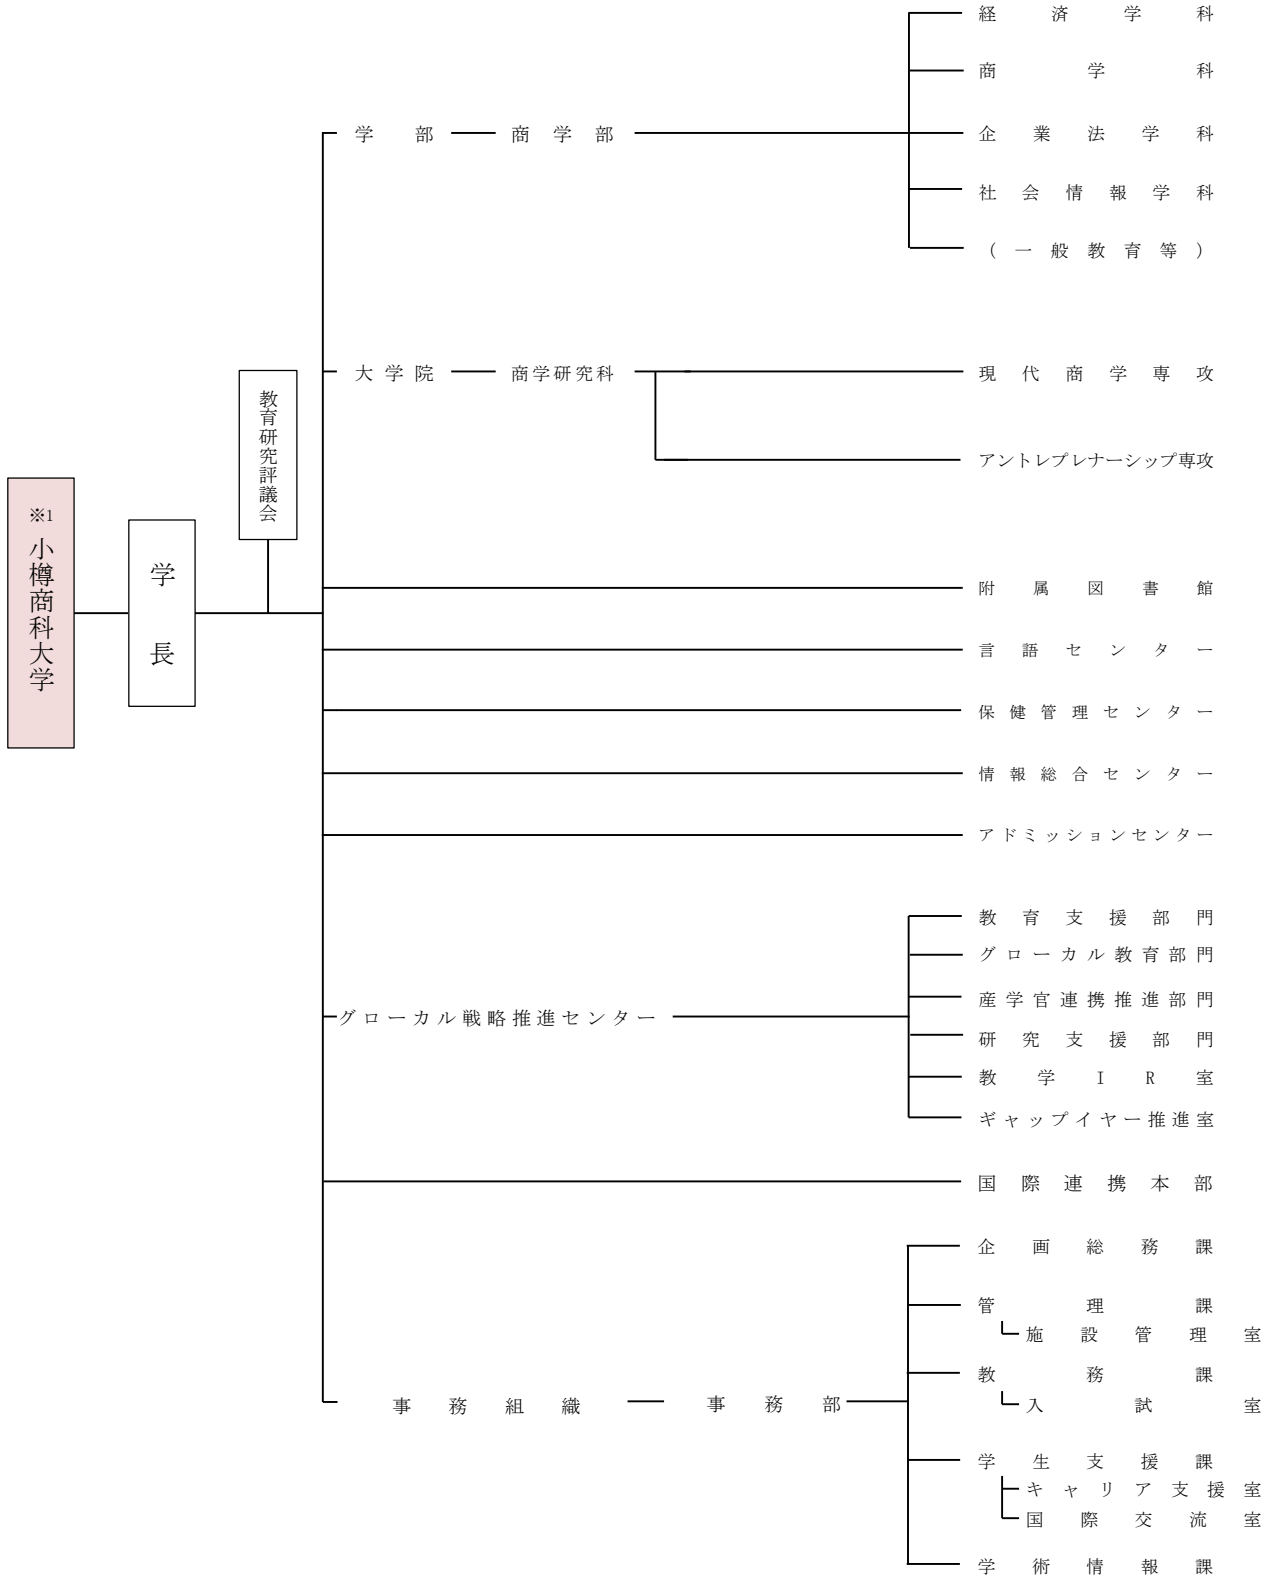 ※1
小樽商科大学
学長
教育研究評議会
学部
商学部
経済学科
商学科
企業法学科
社会情報学科
(一般教育等)
大学院
商学研究科
現代商学専攻
アントレプレナーシップ専攻
附属図書館
言語センター
保健管理センター
情報総合センター
アドミッションセンター
グローカル戦略推進センター
教育支援部門
グローカル教育部門
産学官連携推進部門
研究支援部門
教学IR室
ギャップイヤー推進室
国際連携本部
事務組織
事務部
企画総務課
管理課
施設管理室
教務課
入試室
学生支援課
キャリア支援室
国際交流室
学術情報課